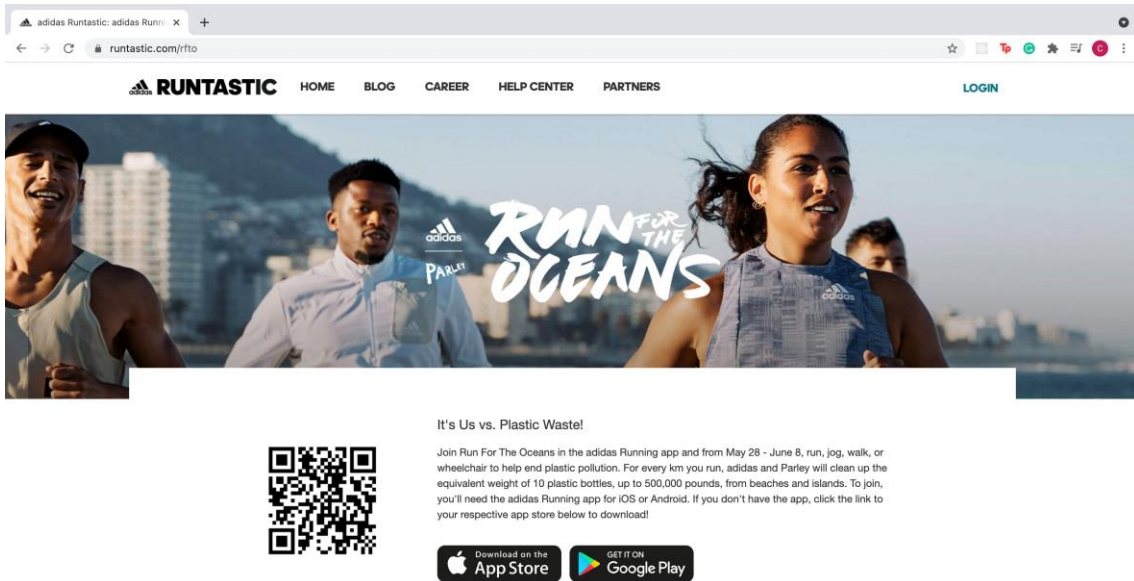 adidas Runtastic: adidas Runni
runtastic.com/rfto
Tp
G
C
adidas RUNTASTIC HOME BLOG CAREER HELP CENTER PARTNERS LOGIN
adidas
PARLEY
RUN FOR THE
OCEANS
adidas
It's Us vs. Plastic Waste!
Join Run For The Oceans in the adidas Running app and from May 28 - June 8, run, jog, walk, or
wheelchair to help end plastic pollution. For every km you run, adidas and Parley will clean up the
equivalent weight of 10 plastic bottles, up to 500,000 pounds, from beaches and islands. To join,
you'll need the adidas Running app for iOS or Android. If you don't have the app, click the link to
your respective app store below to download!
Download on the
App Store
GET IT ON
Google Play